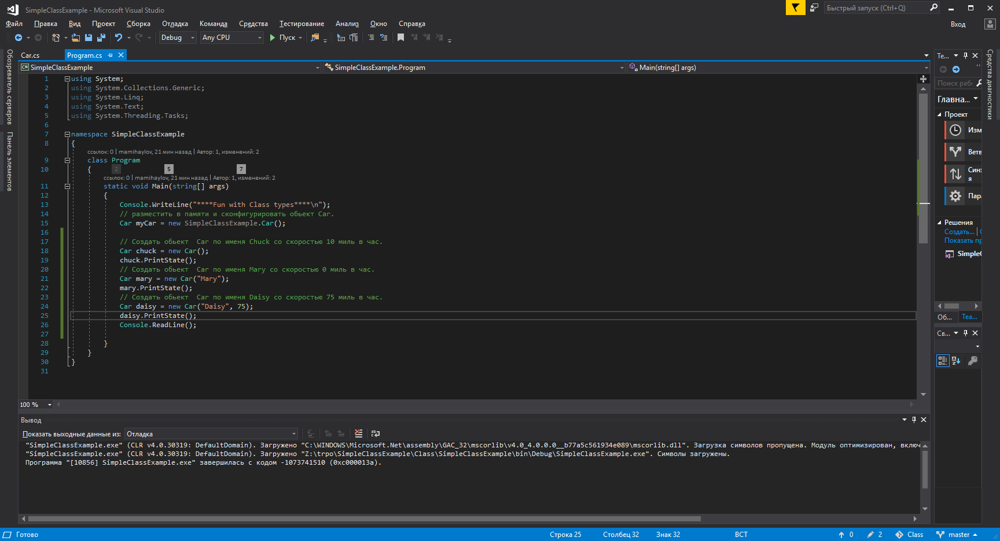 SimpleClassExample - Microsoft Visual Studio
Быстрый запуск (Ctrl+Q)
Файл Правка Вид Проект Сборка Отладка Команда Средства Тестирование Анализ Окно Справка
Вход
Debug Any CPU Пуск
Обозреватель серверов
Панель элементов
Car.cs Program.cs
SimpleClassExample SimpleClassExample.Program Main(string[] args)
1 using System;
2 using System.Collections.Generic;
3 using System.Linq;
4 using System.Text;
5 using System.Threading.Tasks;
6
7 namespace SimpleClassExample
8 {
ссылок: 0 | mamihaylov, 21 мин назад | Автор: 1, изменений: 2
9 class Program
10 { 2 5 7
ссылок: 0 | mamihaylov, 21 мин назад | Автор: 1, изменений: 2
11 static void Main(string[] args)
12 {
13 Console.WriteLine("****Fun with Class types****\n");
14 // разместить в памяти и сконфигурировать обьект Car.
15 Car myCar = new SimpleClassExample.Car();
16
17 // Создать обьект  Car по имения Chuck со скоростью 10 миль в час.
18 Car chuck = new Car();
19 chuck.PrintState();
20 // Создать обьект  Car по имения Mary со скоростью 0 миль в час.
21 Car mary = new Car("Mary");
22 mary.PrintState();
23 // Создать обьект  Car по имения Daisy со скоростью 75 миль в час.
24 Car daisy = new Car("Daisy", 75);
25 daisy.PrintState();
26 Console.ReadLine();
27
28 }
29 }
30 }
31
100 %
Те...
Поиск раб
Главна...
Проект
Изм
Ветв
Синх
я
Пара
Решения
Создать... |
Показать пр
SimpleC
Об... Tea...
Св...
Средства диагностики
Вывод
Показать выходные данные из: Отладка
"SimpleClassExample.exe" (CLR v4.0.30319: DefaultDomain). Загружено "C:\WINDOWS\Microsoft.Net\assembly\GAC_32\mscorlib\v4.0_4.0.0.0__b77a5c561934e089\mscorlib.dll". Загрузка символов пропущена. Модуль оптимизирован, включ
"SimpleClassExample.exe" (CLR v4.0.30319: DefaultDomain). Загружено "Z:\trpo\SimpleClassExample\Class\SimpleClassExample\bin\Debug\SimpleClassExample.exe". Символы загружены.
Программа "[10856] SimpleClassExample.exe" завершилась с кодом -1073741510 (0xc000013a).
Готово Строка 25 Столбец 32 Знак 32 ВСТ 0 2 Class master